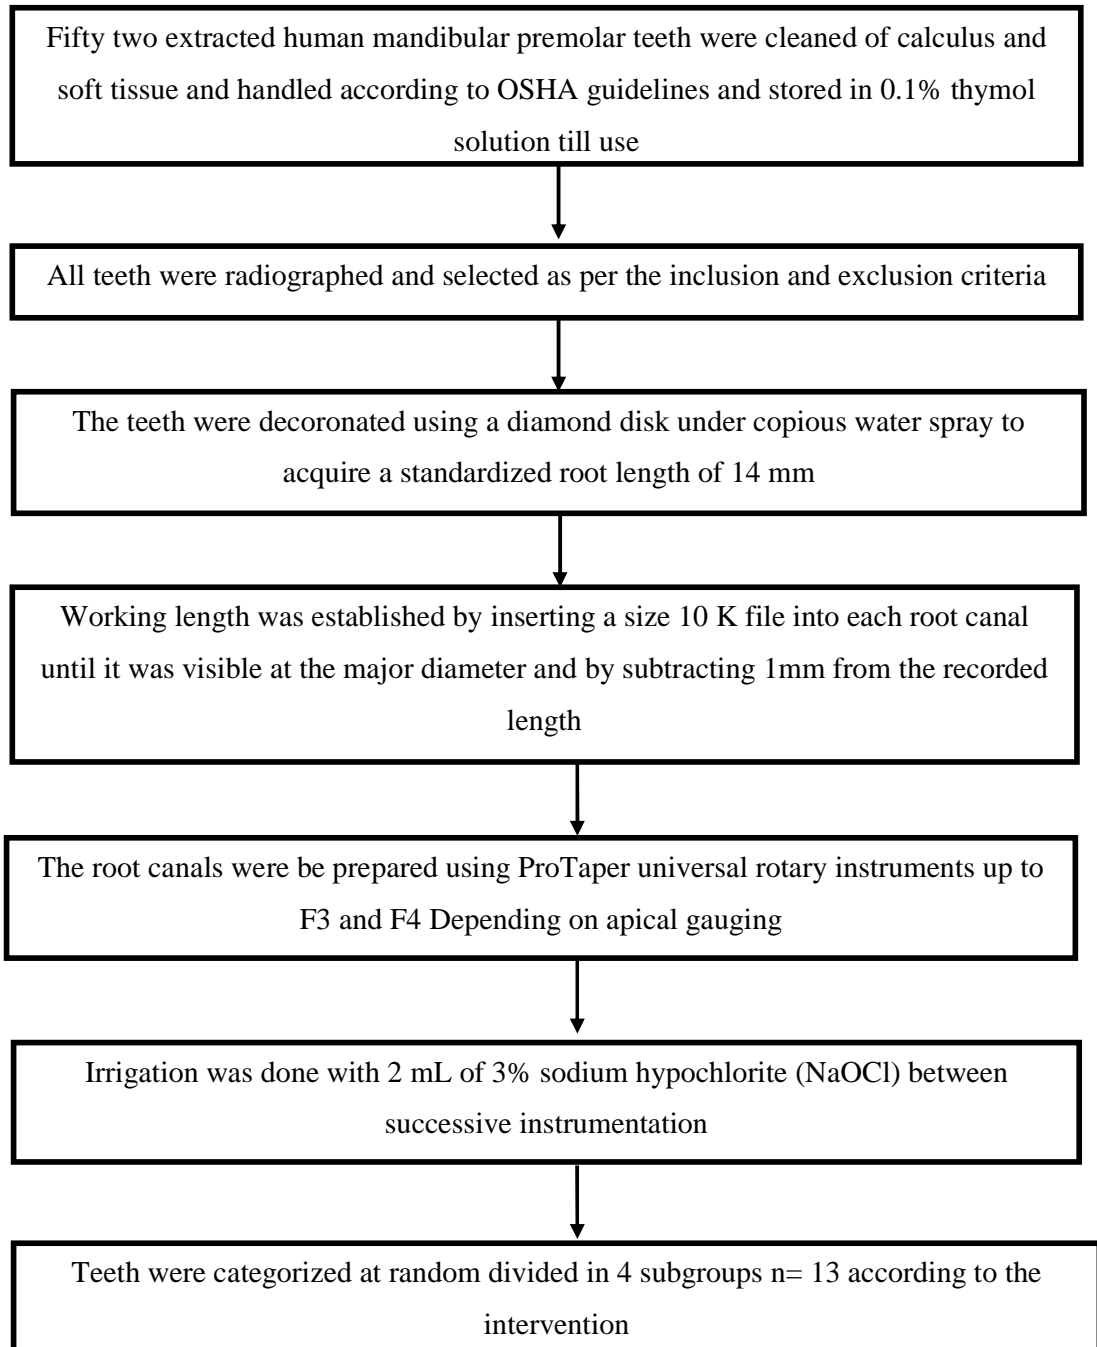 Fifty two extracted human mandibular premolar teeth were cleaned of calculus and
soft tissue and handled according to OSHA guidelines and stored in 0.1% thymol
solution till use
All teeth were radiographed and selected as per the inclusion and exclusion criteria
The teeth were decoronated using a diamond disk under copious water spray to
acquire a standardized root length of 14 mm
Working length was established by inserting a size 10 K file into each root canal
until it was visible at the major diameter and by subtracting 1mm from the recorded
length
The root canals were be prepared using ProTaper universal rotary instruments up to
F3 and F4 Depending on apical gauging
Irrigation was done with 2 mL of 3% sodium hypochlorite (NaOCl) between
successive instrumentation
Teeth were categorized at random divided in 4 subgroups n= 13 according to the
intervention